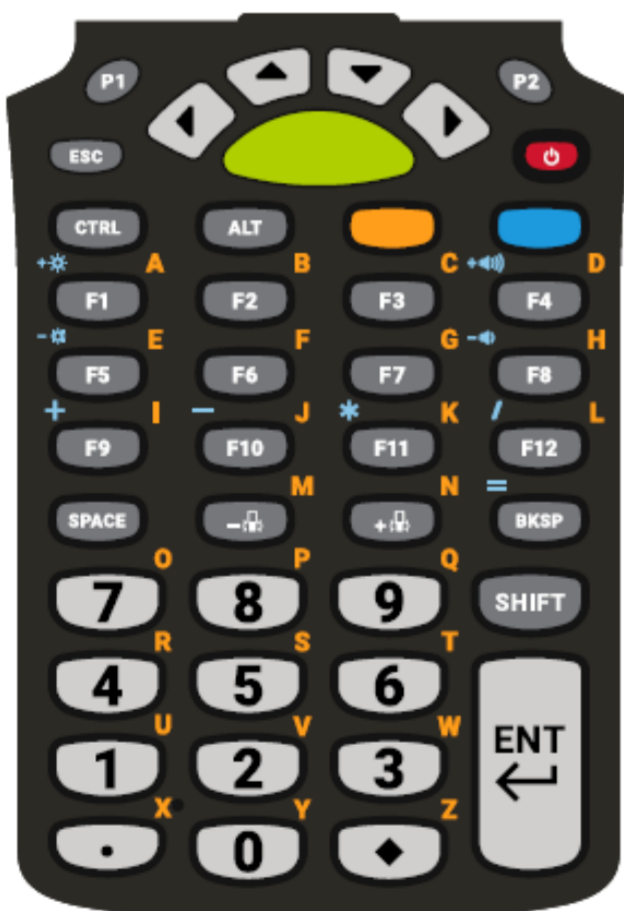 P1 P2
ESC
CTRL ALT
A B C D
F1 F2 F3 F4
E F G H
F5 F6 F7 F8
+ I - J * K / L
F9 F10 F11 F12
M N =
SPACE - + BKSP
O P Q
7 8 9 SHIFT
R S T
4 5 6
U V W
ENT
1 2 3
X Y Z
. 0